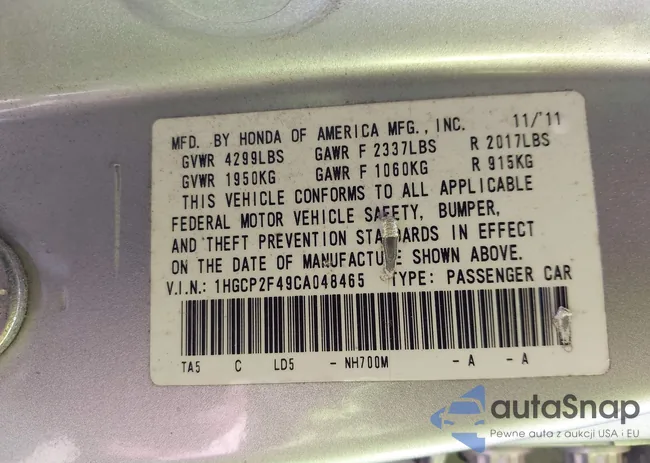 MFD. BY HONDA OF AMERICA MFG., INC. 11/'11
GVWR 4299LBS GAWR F 2337LBS R 2017LBS
GVWR 1950KG GAWR F 1060KG R 915KG
THIS VEHICLE CONFORMS TO ALL APPLICABLE
FEDERAL MOTOR VEHICLE SAFETY, BUMPER,
AND THEFT PREVENTION STANDARDS IN EFFECT
ON THE DATE OF MANUFACTURE SHOWN ABOVE.
V.I.N.: 1HGCP2F49CA048465 TYPE: PASSENGER CAR
TA5 C LD5 - NH700M - A - A
autaSnap
Pewne auta z aukcji USA i EU